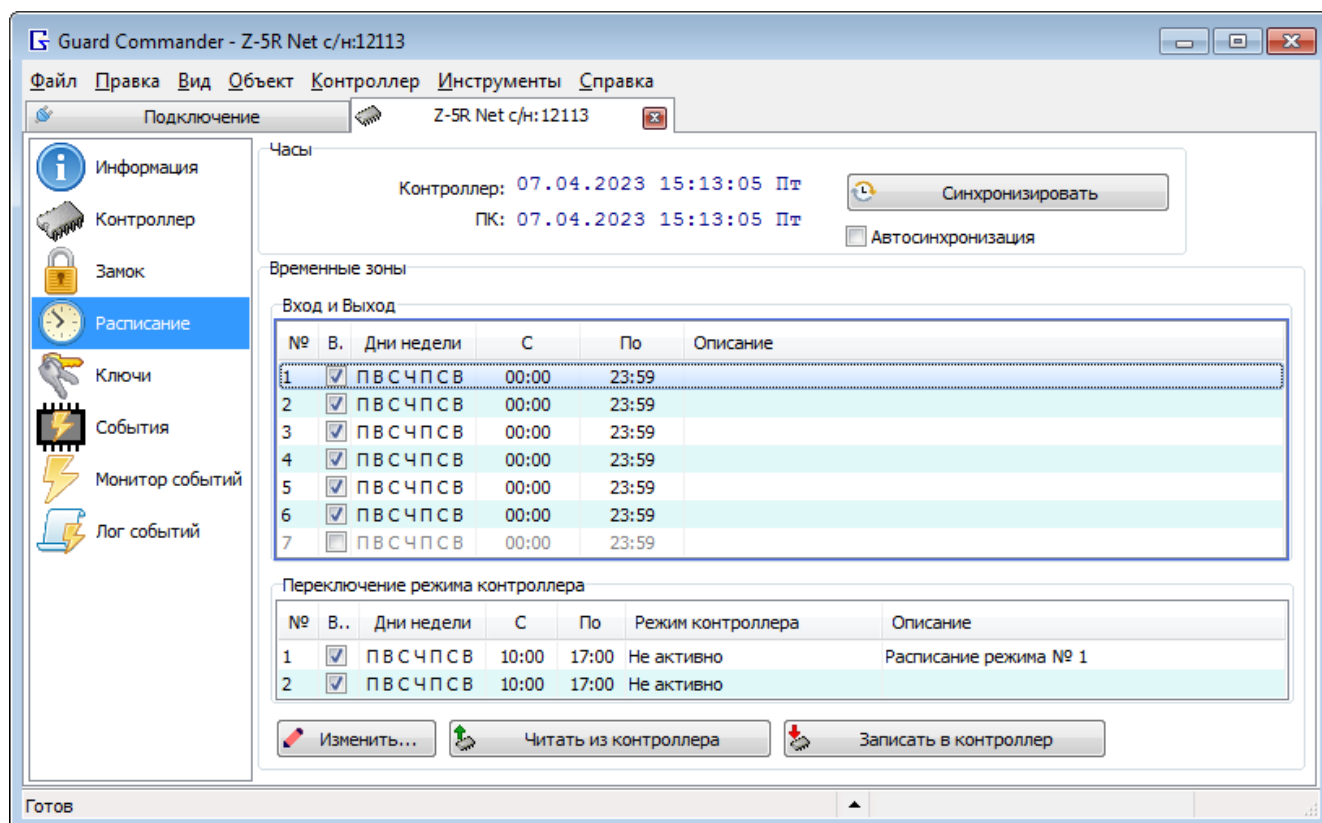 Guard Commander - Z-5R Net с/н:12113
Файл Правка Вид Объект Контроллер Инструменты Справка
Подключение Z-5R Net с/н:12113
Информация
Контроллер
Замок
Расписание
Ключи
События
Монитор событий
Лог событий
Часы
Контроллер: 07.04.2023 15:13:05 Пт
Синхронизировать
ПК: 07.04.2023 15:13:05 Пт
Автосинхронизация
Временные зоны
Вход и Выход
№ В. Дни недели С По Описание
1 П В С Ч П С В 00:00 23:59
2 П В С Ч П С В 00:00 23:59
3 П В С Ч П С В 00:00 23:59
4 П В С Ч П С В 00:00 23:59
5 П В С Ч П С В 00:00 23:59
6 П В С Ч П С В 00:00 23:59
7 П В С Ч П С В 00:00 23:59
Переключение режима контроллера
№ В.. Дни недели С По Режим контроллера Описание
1 П В С Ч П С В 10:00 17:00 Не активно Расписание режима № 1
2 П В С Ч П С В 10:00 17:00 Не активно
Изменить... Читать из контроллера Записать в контроллер
Готов